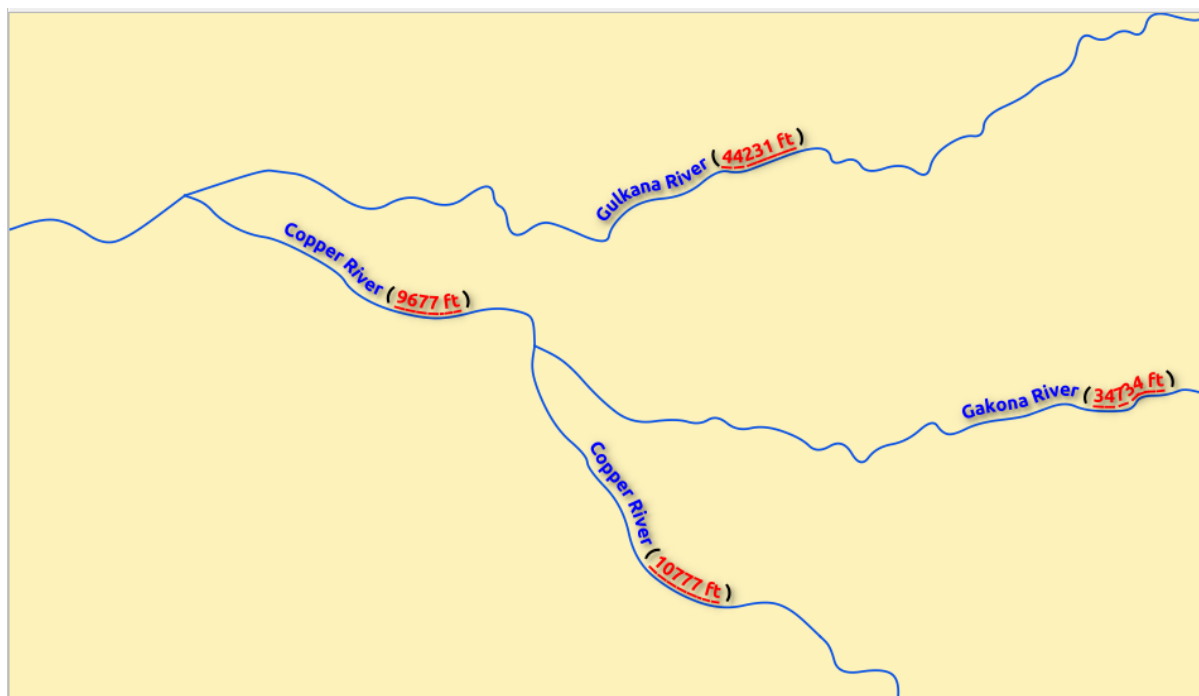 Gulkana River (44231 ft)
Copper River (9677 ft)
Gakona River (34734 ft)
Copper River (10777 ft)